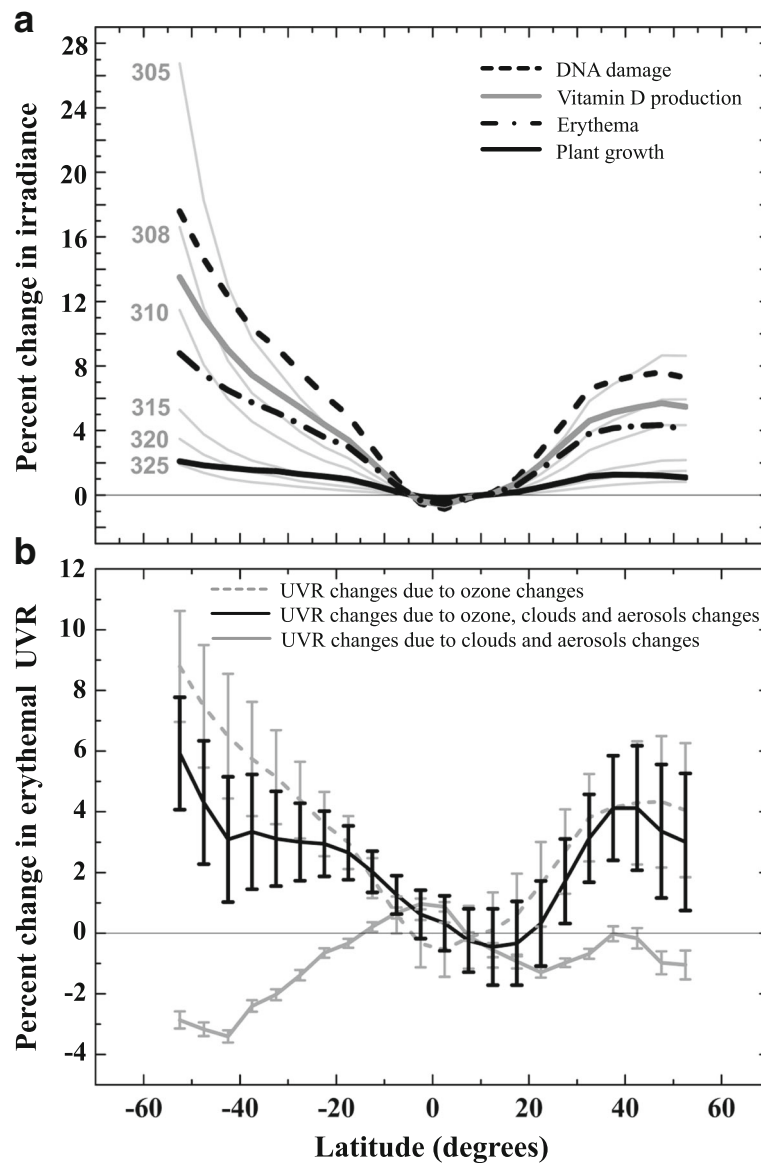 a
28
24
20
16
12
8
4
0
Percent change in irradiance
305
308
310
315
320
325
DNA damage
Vitamin D production
Erythema
Plant growth
b
12
10
8
6
4
2
0
-2
-4
Percent change in erythemal UVR
UVR changes due to ozone changes
UVR changes due to ozone, clouds and aerosols changes
UVR changes due to clouds and aerosols changes
-60 -40 -20 0 20 40 60
Latitude (degrees)